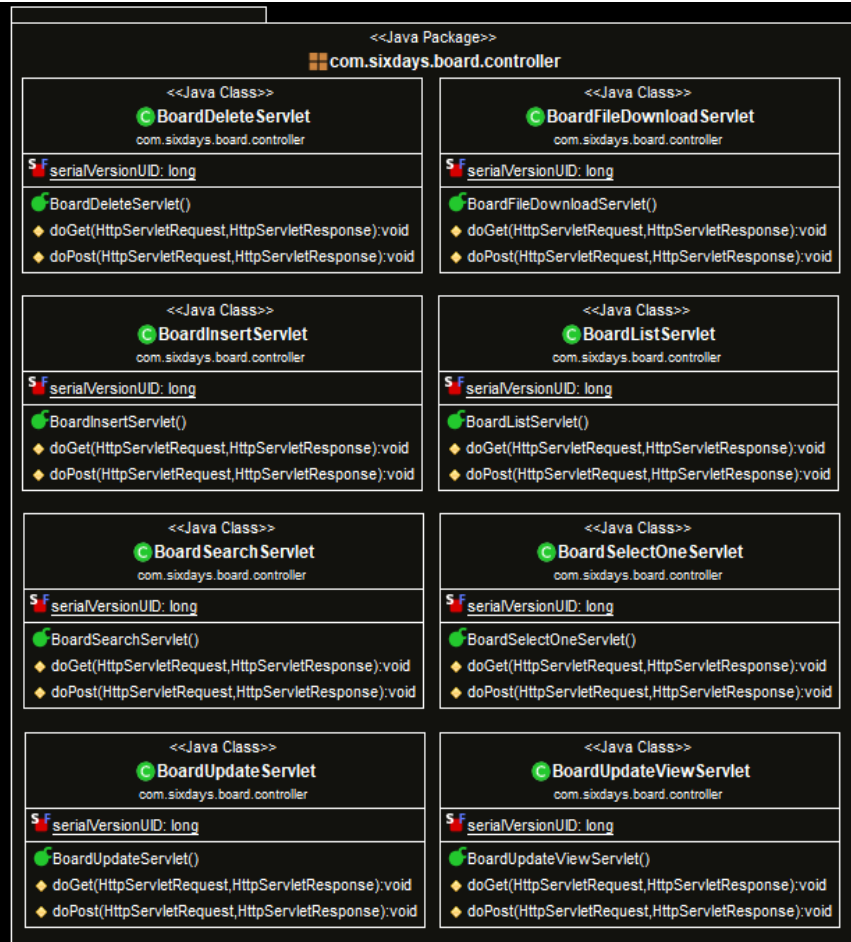 <<Java Package>>
com.sixdays.board.controller
<<Java Class>>
BoardDeleteServlet
com.sixdays.board.controller
serialVersionUID: long
BoardDeleteServlet()
doGet(HttpServletRequest,HttpServletResponse):void
doPost(HttpServletRequest,HttpServletResponse):void
<<Java Class>>
BoardFileDownloadServlet
com.sixdays.board.controller
serialVersionUID: long
BoardFileDownloadServlet()
doGet(HttpServletRequest,HttpServletResponse):void
doPost(HttpServletRequest,HttpServletResponse):void
<<Java Class>>
BoardInsertServlet
com.sixdays.board.controller
serialVersionUID: long
BoardInsertServlet()
doGet(HttpServletRequest,HttpServletResponse):void
doPost(HttpServletRequest,HttpServletResponse):void
<<Java Class>>
BoardListServlet
com.sixdays.board.controller
serialVersionUID: long
BoardListServlet()
doGet(HttpServletRequest,HttpServletResponse):void
doPost(HttpServletRequest,HttpServletResponse):void
<<Java Class>>
BoardSearchServlet
com.sixdays.board.controller
serialVersionUID: long
BoardSearchServlet()
doGet(HttpServletRequest,HttpServletResponse):void
doPost(HttpServletRequest,HttpServletResponse):void
<<Java Class>>
BoardSelectOneServlet
com.sixdays.board.controller
serialVersionUID: long
BoardSelectOneServlet()
doGet(HttpServletRequest,HttpServletResponse):void
doPost(HttpServletRequest,HttpServletResponse):void
<<Java Class>>
BoardUpdateServlet
com.sixdays.board.controller
serialVersionUID: long
BoardUpdateServlet()
doGet(HttpServletRequest,HttpServletResponse):void
doPost(HttpServletRequest,HttpServletResponse):void
<<Java Class>>
BoardUpdateViewServlet
com.sixdays.board.controller
serialVersionUID: long
BoardUpdateViewServlet()
doGet(HttpServletRequest,HttpServletResponse):void
doPost(HttpServletRequest,HttpServletResponse):void